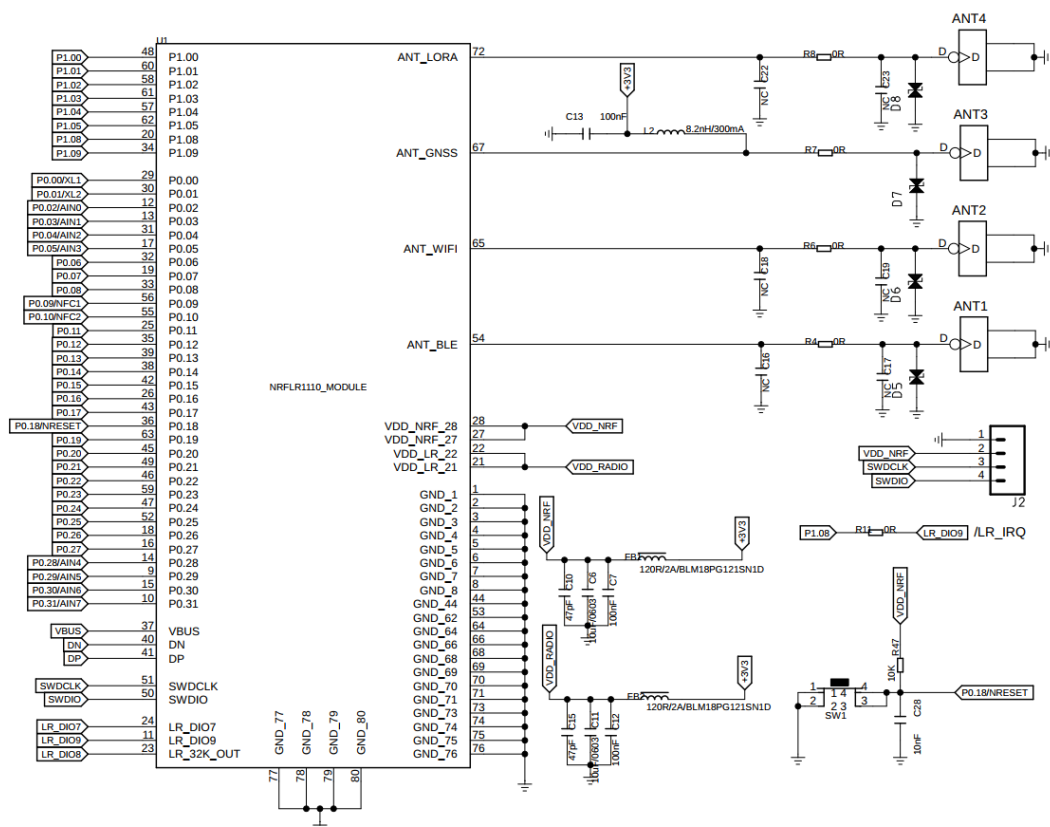 U1
NRFLR1110_MODULE
P1.00 48 P1.00
P1.01 60 P1.01
P1.02 58 P1.02
P1.03 61 P1.03
P1.04 57 P1.04
P1.05 62 P1.05
P1.08 20 P1.08
P1.09 34 P1.09
P0.00/XL1 29 P0.00
P0.01/XL2 30 P0.01
P0.02/AIN0 12 P0.02
P0.03/AIN1 13 P0.03
P0.04/AIN2 31 P0.04
P0.05/AIN3 17 P0.05
P0.06 32 P0.06
P0.07 19 P0.07
P0.08 33 P0.08
P0.09/NFC1 56 P0.09
P0.10/NFC2 55 P0.10
P0.11 25 P0.11
P0.12 35 P0.12
P0.13 39 P0.13
P0.14 38 P0.14
P0.15 42 P0.15
P0.16 26 P0.16
P0.17 43 P0.17
P0.18/NRESET 36 P0.18
P0.19 63 P0.19
P0.20 45 P0.20
P0.21 49 P0.21
P0.22 46 P0.22
P0.23 59 P0.23
P0.24 47 P0.24
P0.25 52 P0.25
P0.26 18 P0.26
P0.27 16 P0.27
P0.28/AIN4 14 P0.28
P0.29/AIN5 9 P0.29
P0.30/AIN6 15 P0.30
P0.31/AIN7 10 P0.31
VBUS 37 VBUS
DN 40 DN
DP 41 DP
SWDCLK 51 SWDCLK
SWDIO 50 SWDIO
LR_DIO7 24 LR_DIO7
LR_DIO9 11 LR_DIO9
LR_DIO8 23 LR_32K_OUT
GND_77 77
GND_78 78
GND_79 79
GND_80 80
ANT_LORA 72
ANT_GNSS 67
ANT_WIFI 65
ANT_BLE 54
VDD_NRF_28 28 VDD_NRF
VDD_NRF_27 27
VDD_LR_22 22
VDD_LR_21 21 VDD_RADIO
GND_1 1
GND_2 2
GND_3 3
GND_4 4
GND_5 5
GND_6 6
GND_7 7
GND_8 8
GND_44 44
GND_62 53
GND_64 64
GND_66 66
GND_68 68
GND_69 69
GND_70 70
GND_71 71
GND_73 73
GND_74 74
GND_75 75
GND_76 76
C22 NC
R8 0R
C23 NC
D8
ANT4
D D
+3V3
C13 100nF
L2 8.2nH/300mA
R7 0R
D7
ANT3
D D
C18 NC
R6 0R
C19 NC
D6
ANT2
D D
C16 NC
R4 0R
C17 NC
D5
ANT1
D D
1
VDD_NRF 2
SWDCLK 3
SWDIO 4
J2
P1.08 R11 0R LR_DIO9 /LR_IRQ
VDD_NRF
+3V3
120R/2A/BLM18PG121SN1D
C10 47pF
C6 10uF/0603
C7 100nF
VDD_RADIO
+3V3
120R/2A/BLM18PG121SN1D
C15 47pF
C11 10uF/0603
C12 100nF
VDD_NRF
R47
10K
1 1 4 4
2 2 3 3
SW1
P0.18/NRESET
C28
10nF